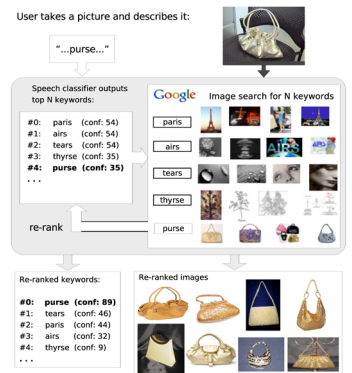 User takes a picture and describes it:
"...purse..."
Speech classifier outputs
top N keywords:
#0: paris (conf: 54)
#1: airs (conf: 54)
#2: tears (conf: 54)
#3: thyrse (conf: 35)
#4: purse (conf: 35)
. . .
Google Image search for N keywords
paris
airs
AIRS
tears
thyrse
purse
re-rank
Re-ranked keywords:
#0: purse (conf: 89)
#1: tears (conf: 46)
#2: paris (conf: 44)
#3: airs (conf: 32)
#4: thyrse (conf: 9)
. . .
Re-ranked images